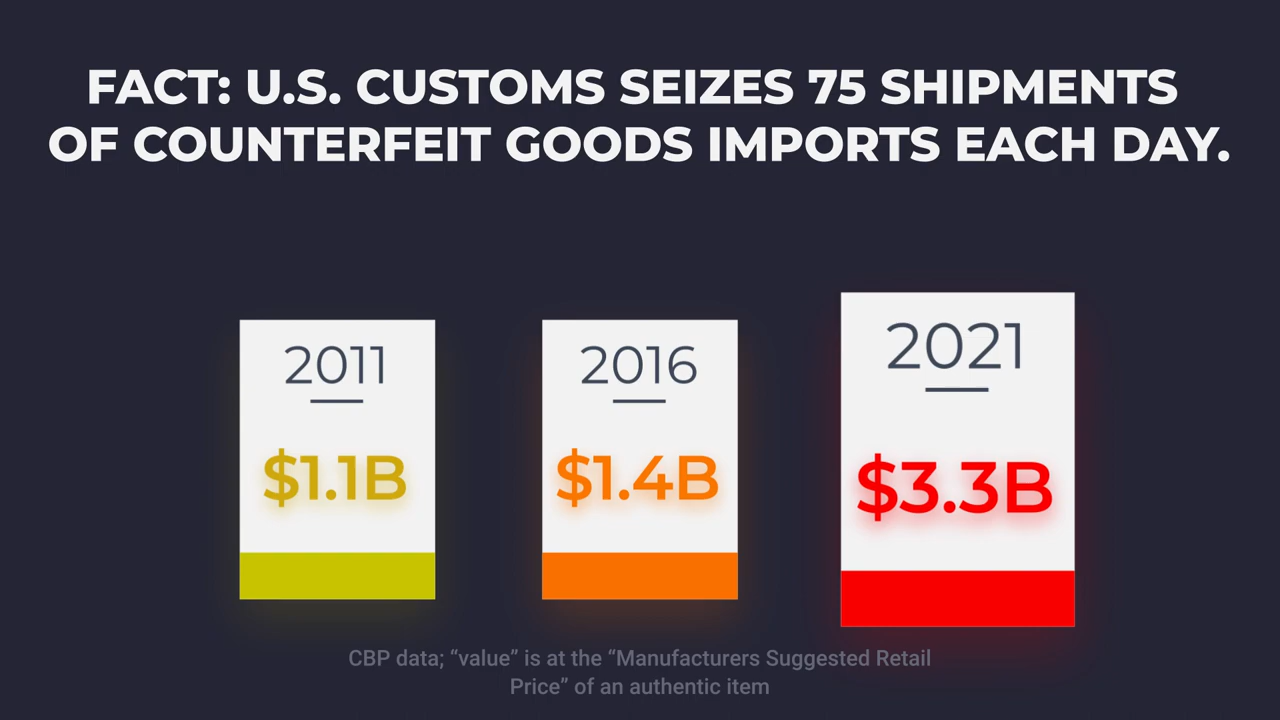 FACT: U.S. CUSTOMS SEIZES 75 SHIPMENTS
OF COUNTERFEIT GOODS IMPORTS EACH DAY.
2011
$1.1B
2016
$1.4B
2021
$3.3B
CBP data; “value” is at the “Manufacturers Suggested Retail
Price” of an authentic item